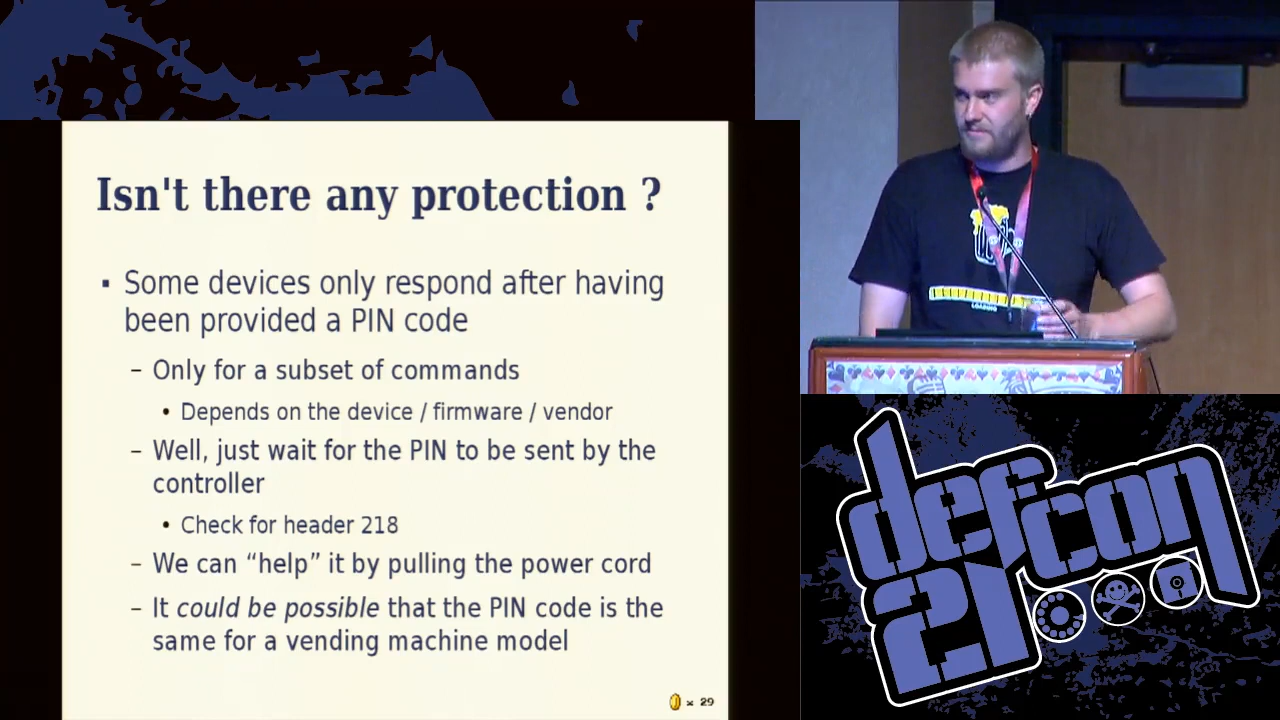 Isn't there any protection ?
▪ Some devices only respond after having
been provided a PIN code
– Only for a subset of commands
• Depends on the device / firmware / vendor
– Well, just wait for the PIN to be sent by the
controller
• Check for header 218
– We can “help” it by pulling the power cord
– It could be possible that the PIN code is the
same for a vending machine model
× 29
defcon
21